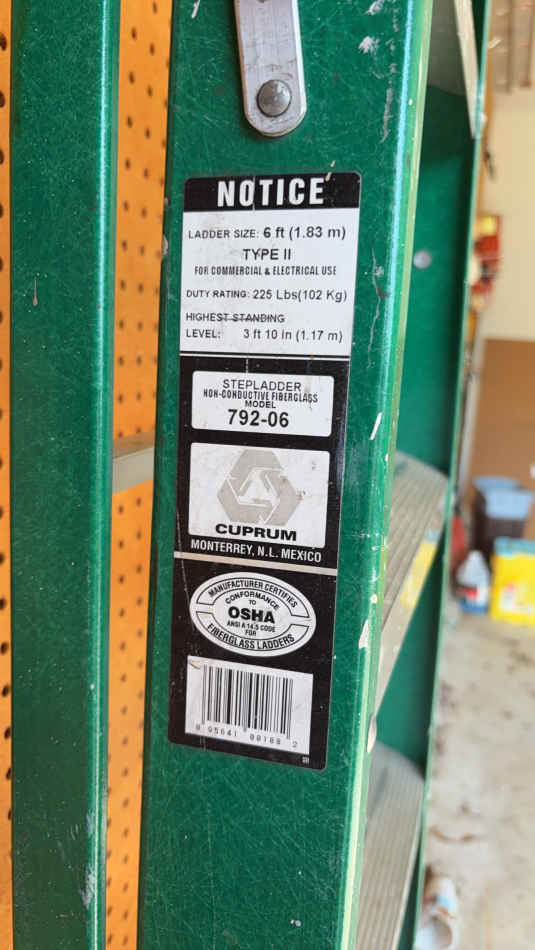 NOTICE
LADDER SIZE: 6 ft (1.83 m)
TYPE II
FOR COMMERCIAL & ELECTRICAL USE
DUTY RATING: 225 Lbs(102 Kg)
HIGHEST STANDING
LEVEL: 3 ft 10 in (1.17 m)
STEPLADDER
NON-CONDUCTIVE FIBERGLASS
MODEL
792-06
CUPRUM
MONTERREY, N.L. MEXICO
MANUFACTURER CERTIFIES
CONFORMANCE
TO
OSHA
ANSI A 14.5 CODE
FOR
FIBERGLASS LADDERS